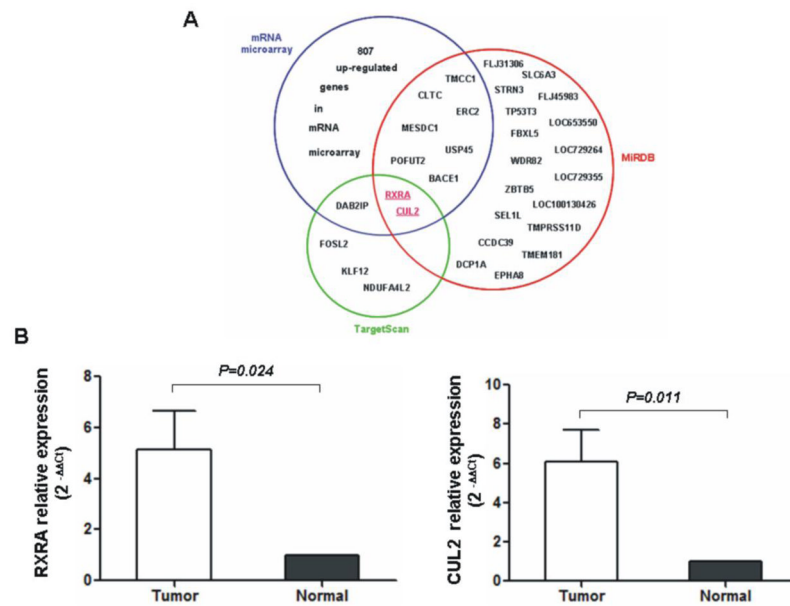 A
mRNA
microarray
807
up-regulated
genes
in
mRNA
microarray
TMCC1
CLTC
ERC2
MESDC1
USP45
POFUT2
BACE1
RXRA
CUL2
DAB2IP
FOSL2
KLF12
NDUFA4L2
TargetScan
FLJ31306
SLC6A3
STRN3
FLJ45983
TP53T3
LOC653550
FBXL5
LOC729264
WDR82
LOC729355
ZBTB5
LOC100130426
SEL1L
TMPRSS11D
CCDC39
TMEM181
DCP1A
EPHA8
MiRDB
B
RXRA relative expression
(2 -ΔΔCt)
8
6
4
2
0
P=0.024
Tumor
Normal
CUL2 relative expression
(2 -ΔΔCt)
10
8
6
4
2
0
P=0.011
Tumor
Normal